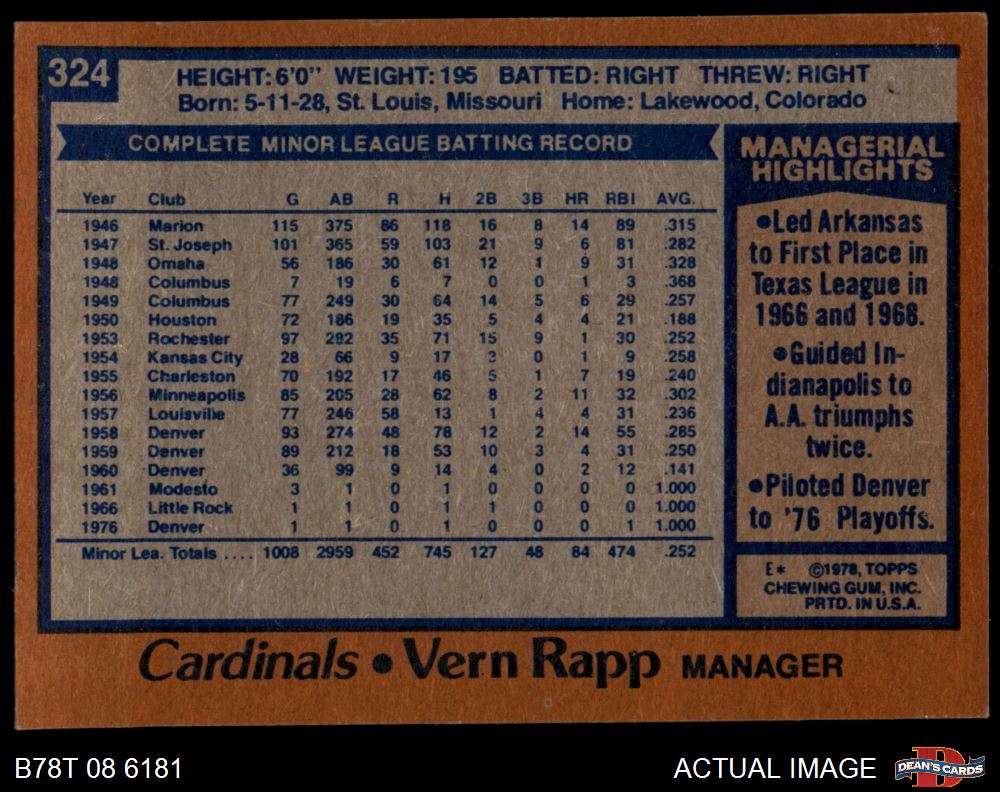 324
HEIGHT: 6'0" WEIGHT: 195 BATTED: RIGHT THREW: RIGHT
Born: 5-11-28, St. Louis, Missouri Home: Lakewood, Colorado
COMPLETE MINOR LEAGUE BATTING RECORD
Year Club G AB R H 2B 3B HR RBI AVG.
1946 Marion 115 375 86 118 16 8 14 89 .315
1947 St. Joseph 101 365 59 103 21 9 6 81 .282
1948 Omaha 56 186 30 61 12 1 9 31 .328
1948 Columbus 7 19 6 7 0 0 1 3 .368
1949 Columbus 77 249 30 64 14 5 6 29 .257
1950 Houston 72 186 19 35 5 4 4 21 .188
1953 Rochester 97 282 35 71 15 9 1 30 .252
1954 Kansas City 28 66 9 17 3 0 1 9 .258
1955 Charleston 70 192 17 46 5 1 7 19 .240
1956 Minneapolis 85 205 28 62 8 2 11 32 .302
1957 Louisville 77 246 58 13 1 4 4 31 .236
1958 Denver 93 274 48 78 12 2 14 55 .285
1959 Denver 89 212 18 53 10 3 4 31 .250
1960 Denver 36 99 9 14 4 0 2 12 .141
1961 Modesto 3 1 0 1 0 0 0 0 1.000
1966 Little Rock 1 1 0 1 1 0 0 0 1.000
1976 Denver 1 1 0 1 0 0 0 1 1.000
Minor Lea. Totals .... 1008 2959 452 745 127 48 84 474 .252
MANAGERIAL
HIGHLIGHTS
•Led Arkansas
to First Place in
Texas League in
1966 and 1968.
•Guided In-
dianapolis to
A.A. triumphs
twice.
•Piloted Denver
to '76 Playoffs.
E* ©1978, TOPPS
CHEWING GUM, INC.
PRTD. IN U.S.A.
Cardinals • Vern Rapp MANAGER
B78T 08 6181
ACTUAL IMAGE
DEAN'S CARDS